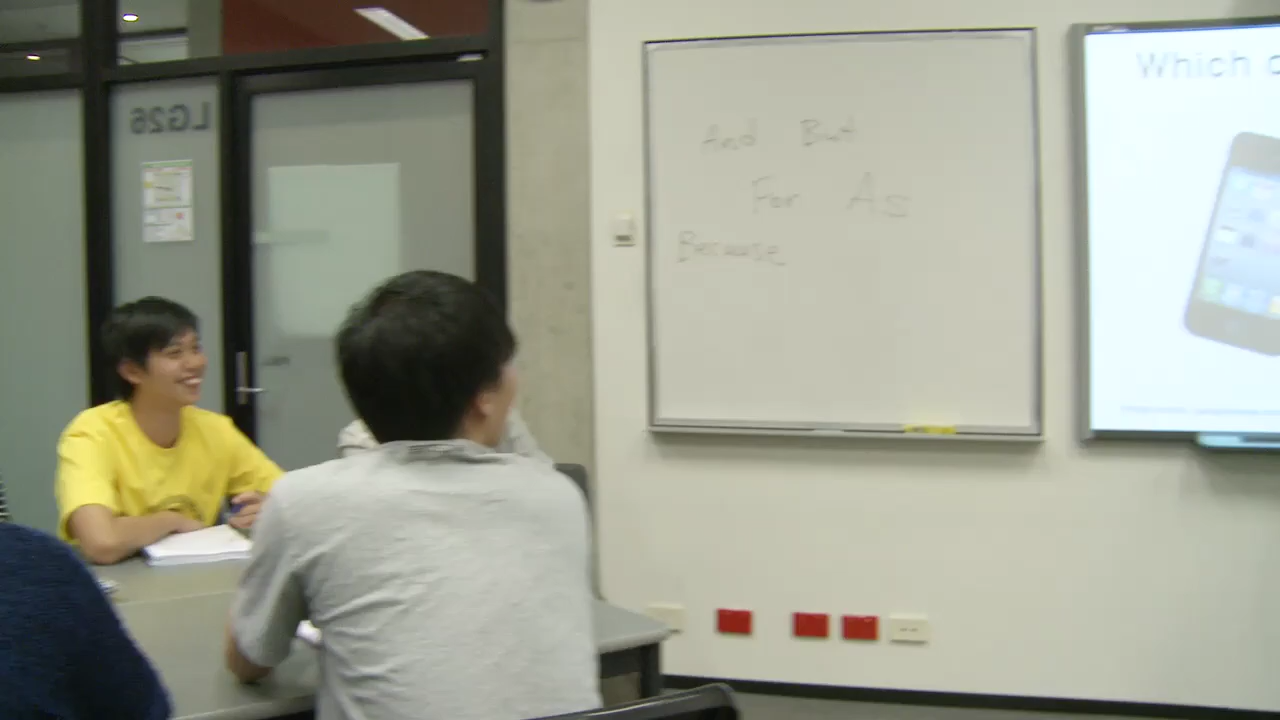 LG26
And But
For As
Because
Which